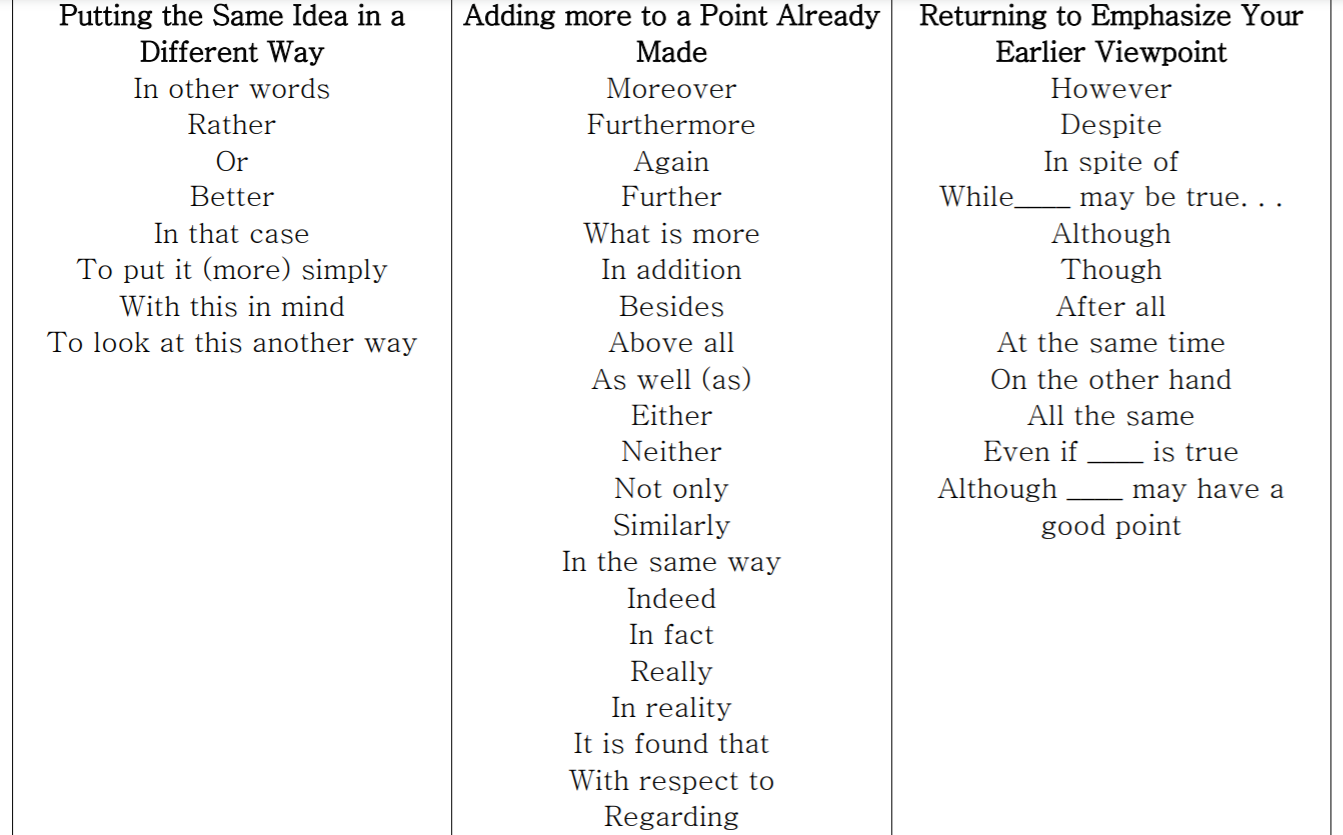 Putting the Same Idea in a
Different Way
In other words
Rather
Or
Better
In that case
To put it (more) simply
With this in mind
To look at this another way
Adding more to a Point Already
Made
Moreover
Furthermore
Again
Further
What is more
In addition
Besides
Above all
As well (as)
Either
Neither
Not only
Similarly
In the same way
Indeed
In fact
Really
In reality
It is found that
With respect to
Regarding
Returning to Emphasize Your
Earlier Viewpoint
However
Despite
In spite of
While____ may be true. . .
Although
Though
After all
At the same time
On the other hand
All the same
Even if ____ is true
Although ____ may have a
good point